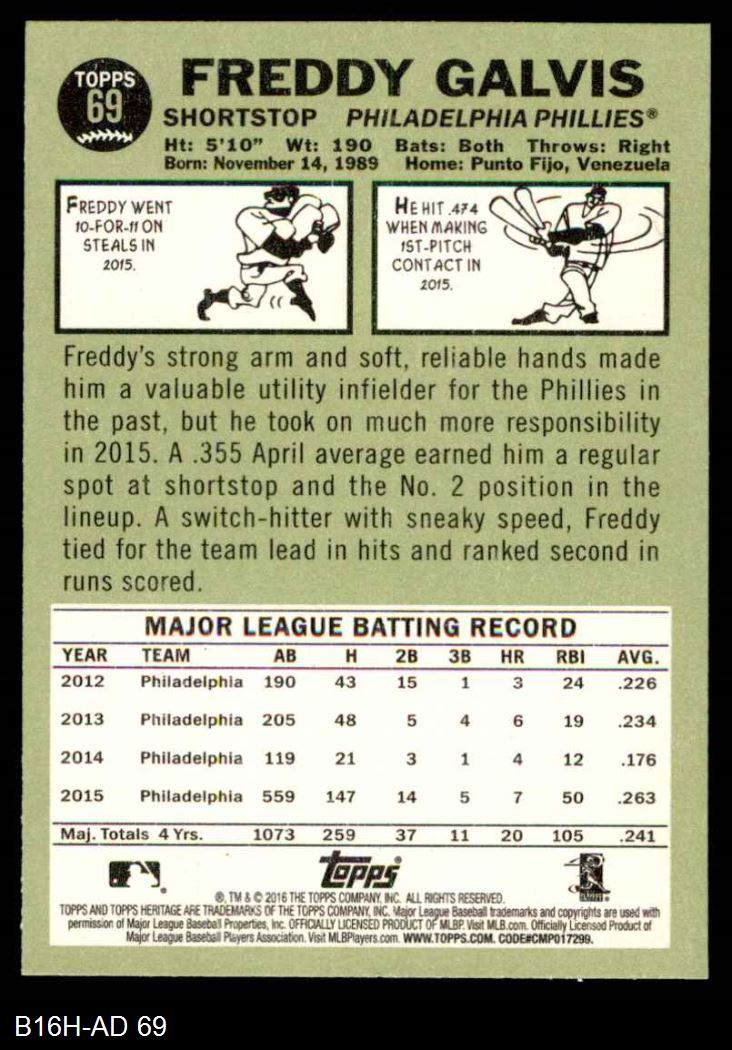 TOPPS
69
FREDDY GALVIS
SHORTSTOP PHILADELPHIA PHILLIES®
Ht: 5'10" Wt: 190 Bats: Both Throws: Right
Born: November 14, 1989 Home: Punto Fijo, Venezuela
FREDDY WENT
10-FOR-11 ON
STEALS IN
2015.
HE HIT .474
WHEN MAKING
1ST-PITCH
CONTACT IN
2015.
Freddy's strong arm and soft, reliable hands made
him a valuable utility infielder for the Phillies in
the past, but he took on much more responsibility
in 2015. A .355 April average earned him a regular
spot at shortstop and the No. 2 position in the
lineup. A switch-hitter with sneaky speed, Freddy
tied for the team lead in hits and ranked second in
runs scored.
MAJOR LEAGUE BATTING RECORD
YEAR TEAM AB H 2B 3B HR RBI AVG.
2012 Philadelphia 190 43 15 1 3 24 .226
2013 Philadelphia 205 48 5 4 6 19 .234
2014 Philadelphia 119 21 3 1 4 12 .176
2015 Philadelphia 559 147 14 5 7 50 .263
Maj. Totals 4 Yrs. 1073 259 37 11 20 105 .241
topps
®, TM & © 2016 THE TOPPS COMPANY, INC. ALL RIGHTS RESERVED.
TOPPS AND TOPPS HERITAGE ARE TRADEMARKS OF THE TOPPS COMPANY, INC. Major League Baseball trademarks and copyrights are used with
permission of Major League Baseball Properties, Inc. OFFICIALLY LICENSED PRODUCT OF MLBP. Visit MLB.com. Officially Licensed Product of
Major League Baseball Players Association. Visit MLBPlayers.com. WWW.TOPPS.COM. CODE#CMP017299.
B16H-AD 69